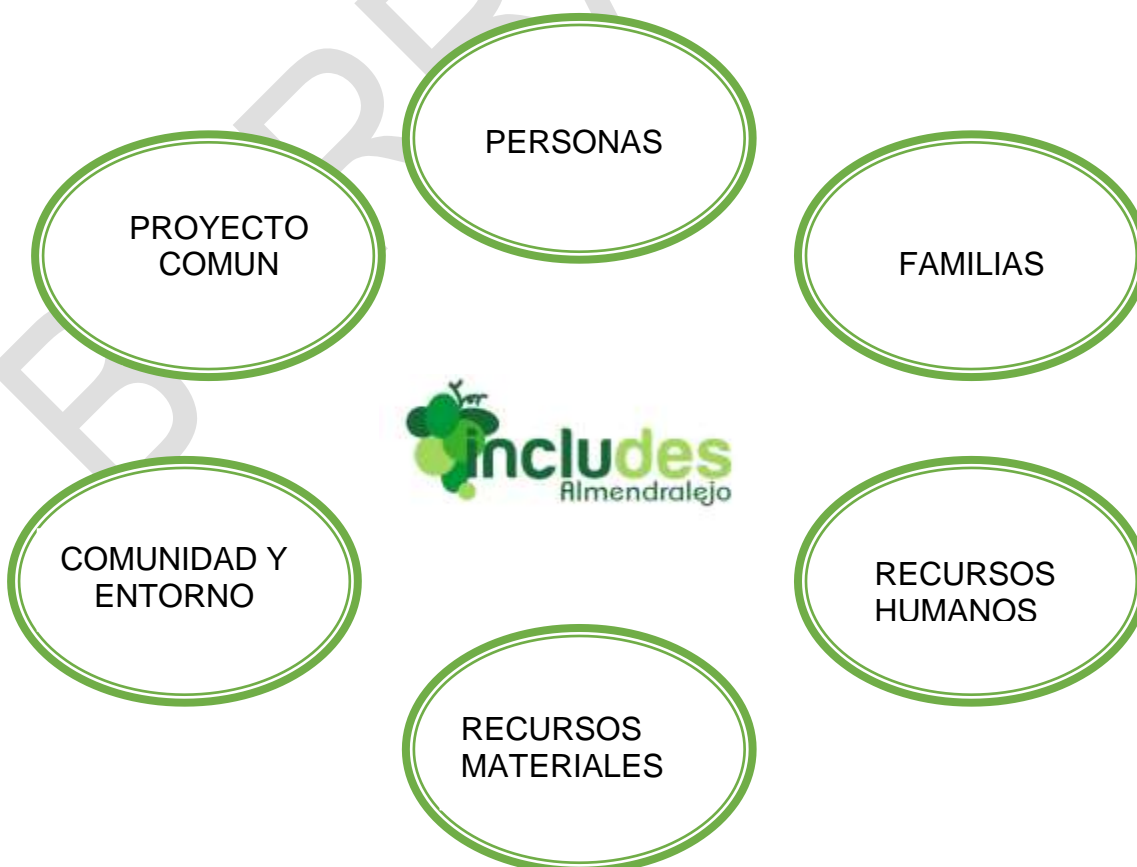 PERSONAS
PROYECTO
COMUN
FAMILIAS
includes
Almendralejo
COMUNIDAD Y
ENTORNO
RECURSOS
HUMANOS
RECURSOS
MATERIALES